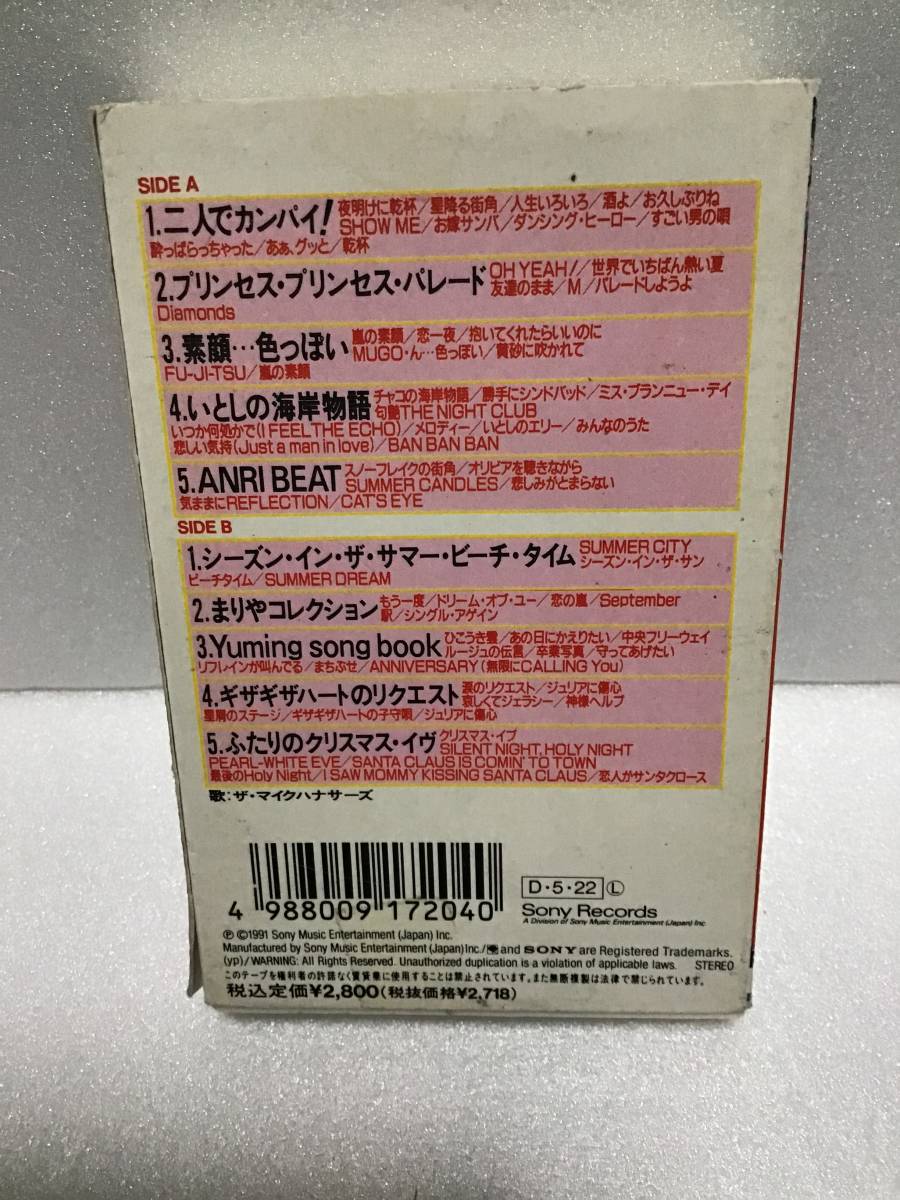 SIDE A
1.二人でカンパイ! 夜明けに乾杯/星降る街角/人生いろいろ/酒よ/お久しぶりね
SHOW ME/お嫁サンバ/ダンシング・ヒーロー/すごい男の唄
酔っぱらっちゃった/あぁ、グッと/乾杯
2.プリンセス・プリンセス・パレード OH YEAH!/世界でいちばん熱い夏
友達のまま/M/パレードしようよ
Diamonds
3.素顔…色っぽい 嵐の素顔/恋一夜/抱いてくれたらいいのに
MUGO・ん…色っぽい/黄砂に吹かれて
FU-JI-TSU/嵐の素顔
4.いとしの海岸物語 チャコの海岸物語/勝手にシンドバッド/ミス・ブランニュー・デイ
匂艶THE NIGHT CLUB
いつか何処かで(I FEEL THE ECHO)/メロディー/いとしのエリー/みんなのうた
悲しい気持(Just a man in love)/BAN BAN BAN
5.ANRI BEAT スノーフレイクの街角/オリビアを聴きながら
SUMMER CANDLES/悲しみがとまらない
気ままにREFLECTION/CAT'S EYE
SIDE B
1.シーズン・イン・ザ・サマー・ビーチ・タイム SUMMER CITY
シーズン・イン・ザ・サン
ビーチタイム/SUMMER DREAM
2.まりやコレクション もう一度/ドリーム・オブ・ユー/恋の嵐/September
駅/シングル・アゲイン
3.Yuming song book ひこうき雲/あの日にかえりたい/中央フリーウェイ
ルージュの伝言/卒業写真/守ってあげたい
リフレインが叫んでる/まちぶせ/ANNIVERSARY(無限にCALLING You)
4.ギザギザハートのリクエスト 涙のリクエスト/ジュリアに傷心
哀しくてジェラシー/神様ヘルプ
星屑のステージ/ギザギザハートの子守唄/ジュリアに傷心
5.ふたりのクリスマス・イヴ クリスマス・イブ
SILENT NIGHT, HOLY NIGHT
PEARL-WHITE EVE/SANTA CLAUS IS COMIN' TO TOWN
最後のHoly Night/I SAW MOMMY KISSING SANTA CLAUS/恋人がサンタクロース
歌:ザ・マイクハナサーズ
4 988009 172040
D・5・22 Ⓛ
Sony Records
A Division of Sony Music Entertainment (Japan) Inc.
Ⓟ©1991 Sony Music Entertainment (Japan) Inc.
Manufactured by Sony Music Entertainment (Japan) Inc./ and SONY are Registered Trademarks.
(yp)/WARNING: All Rights Reserved. Unauthorized duplication is a violation of applicable laws. STEREO
このテープを権利者の許諾なく賃貸業に使用することは禁止されています。また無断複製は法律で禁じられています。
税込定価¥2,800(税抜価格¥2,718)